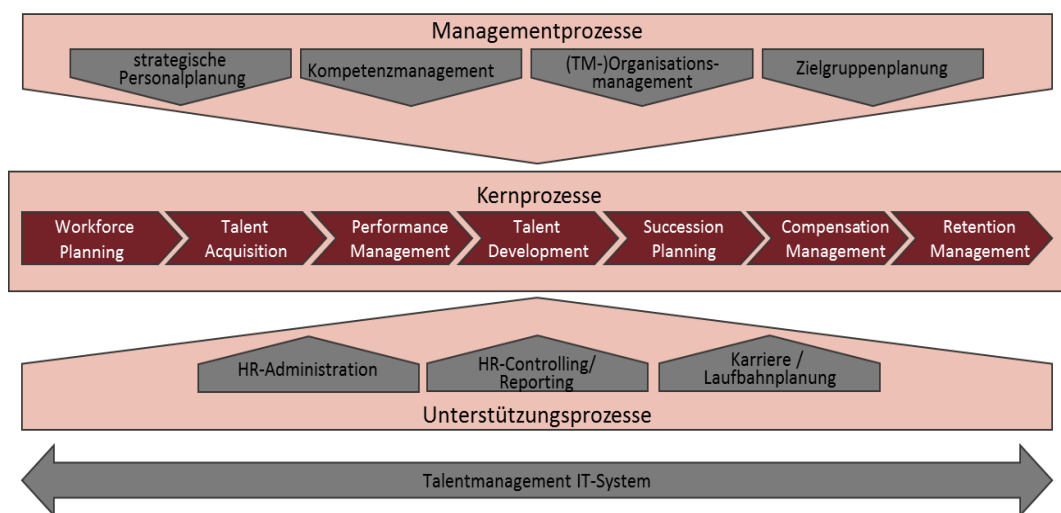 Managementprozesse
strategische
Personalplanung
Kompetenzmanagement
(TM-)Organisations-
management
Zielgruppenplanung
Kernprozesse
Workforce
Planning
Talent
Acquisition
Performance
Management
Talent
Development
Succession
Planning
Compensation
Management
Retention
Management
HR-Administration
HR-Controlling/
Reporting
Karriere /
Laufbahnplanung
Unterstützungsprozesse
Talentmanagement IT-System